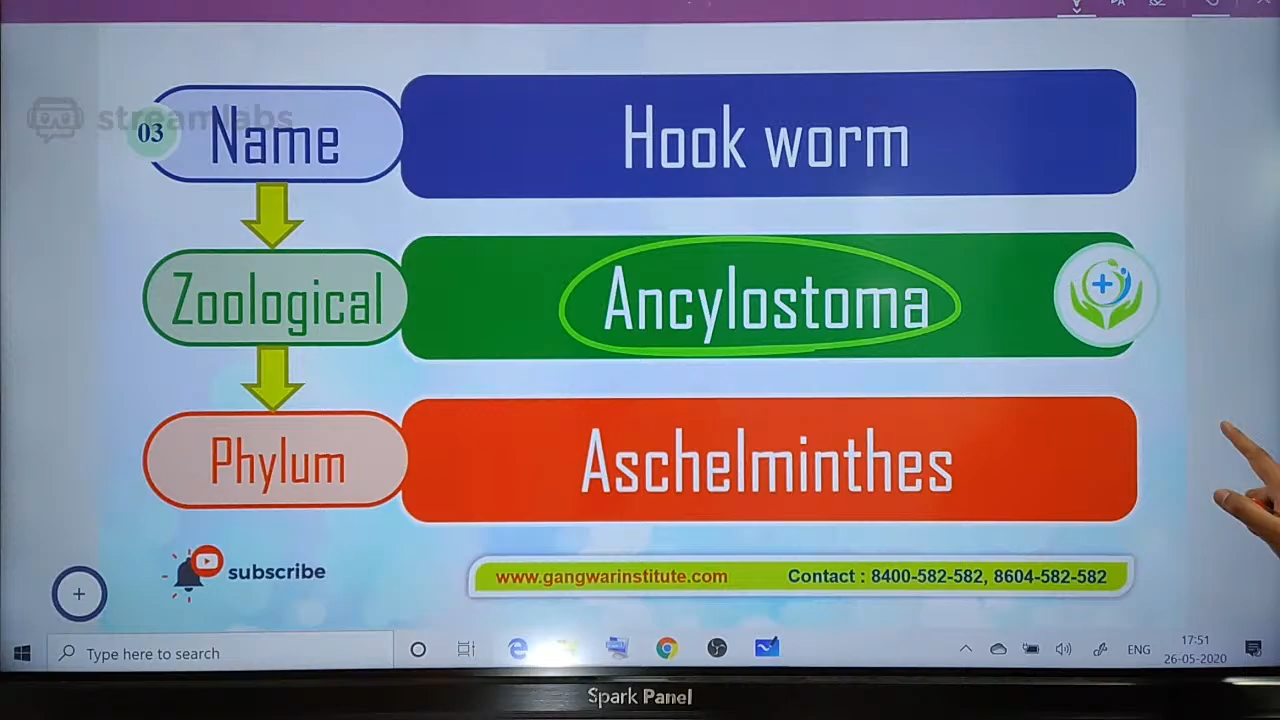 streamlabs
03
Name
Hook worm
Zoological
Ancylostoma
Phylum
Aschelminthes
subscribe
www.gangwarinstitute.com
Contact : 8400-582-582, 8604-582-582
Type here to search
ENG
17:51
26-05-2020
Spark Panel